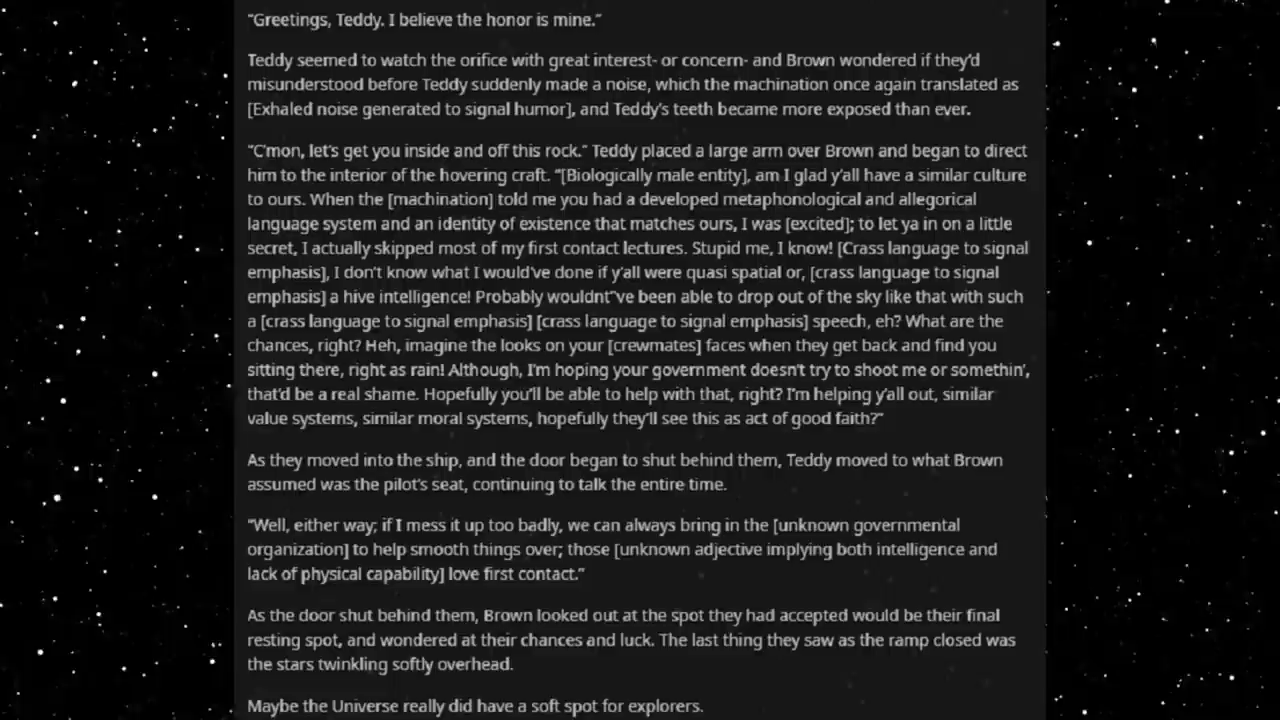 “Greetings, Teddy. I believe the honor is mine.”
Teddy seemed to watch the orifice with great interest- or concern- and Brown wondered if they’d
misunderstood before Teddy suddenly made a noise, which the machination once again translated as
[Exhaled noise generated to signal humor], and Teddy’s teeth became more exposed than ever.
“C’mon, let’s get you inside and off this rock.” Teddy placed a large arm over Brown and began to direct
him to the interior of the hovering craft. “[Biologically male entity], am I glad y’all have a similar culture
to ours. When the [machination] told me you had a developed metaphonological and allegorical
language system and an identity of existence that matches ours, I was [excited]; to let ya in on a little
secret, I actually skipped most of my first contact lectures. Stupid me, I know! [Crass language to signal
emphasis], I don’t know what I would’ve done if y’all were quasi spatial or, [crass language to signal
emphasis] a hive intelligence! Probably wouldnt”ve been able to drop out of the sky like that with such
a [crass language to signal emphasis] [crass language to signal emphasis] speech, eh? What are the
chances, right? Heh, imagine the looks on your [crewmates] faces when they get back and find you
sitting there, right as rain! Although, I’m hoping your government doesn’t try to shoot me or somethin’,
that’d be a real shame. Hopefully you’ll be able to help with that, right? I’m helping y’all out, similar
value systems, similar moral systems, hopefully they’ll see this as act of good faith?”
As they moved into the ship, and the door began to shut behind them, Teddy moved to what Brown
assumed was the pilot’s seat, continuing to talk the entire time.
“Well, either way; if I mess it up too badly, we can always bring in the [unknown governmental
organization] to help smooth things over; those [unknown adjective implying both intelligence and
lack of physical capability] love first contact.”
As the door shut behind them, Brown looked out at the spot they had accepted would be their final
resting spot, and wondered at their chances and luck. The last thing they saw as the ramp closed was
the stars twinkling softly overhead.
Maybe the Universe really did have a soft spot for explorers.